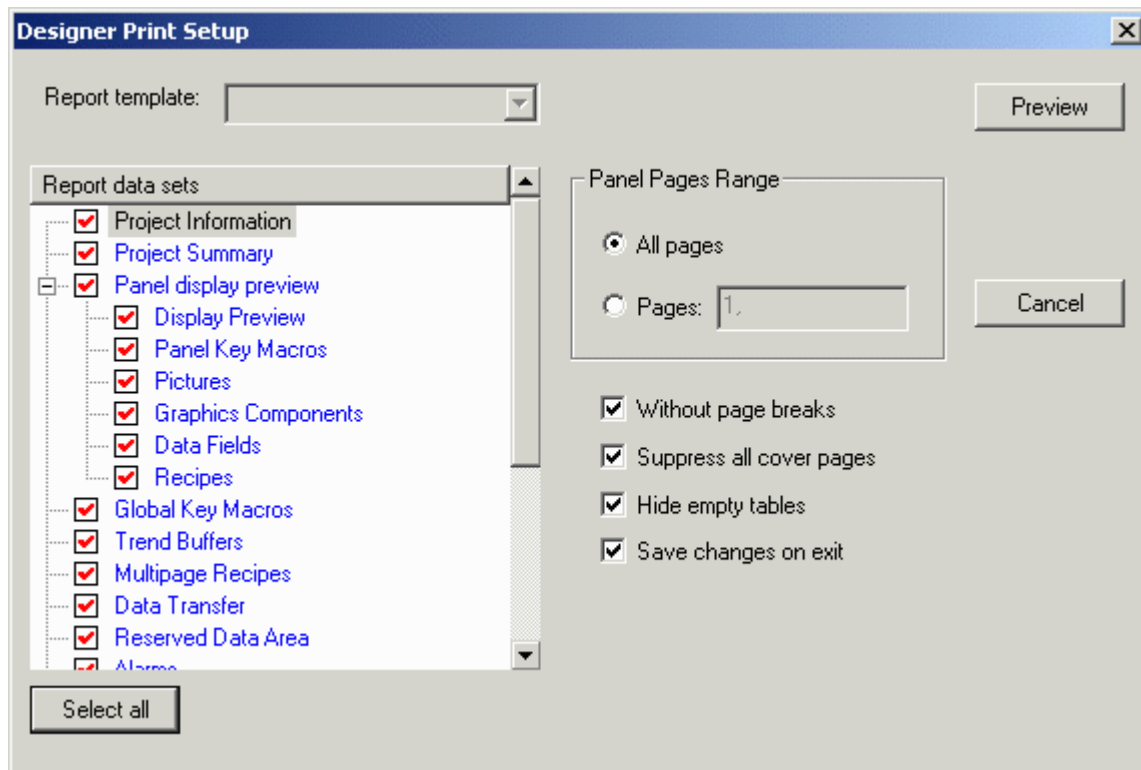 Designer Print Setup
Report template:
Preview
Report data sets
Project Information
Project Summary
Panel display preview
Display Preview
Panel Key Macros
Pictures
Graphics Components
Data Fields
Recipes
Global Key Macros
Trend Buffers
Multipage Recipes
Data Transfer
Reserved Data Area
Alarms
Select all
Panel Pages Range
All pages
Pages: 1,
Cancel
Without page breaks
Suppress all cover pages
Hide empty tables
Save changes on exit